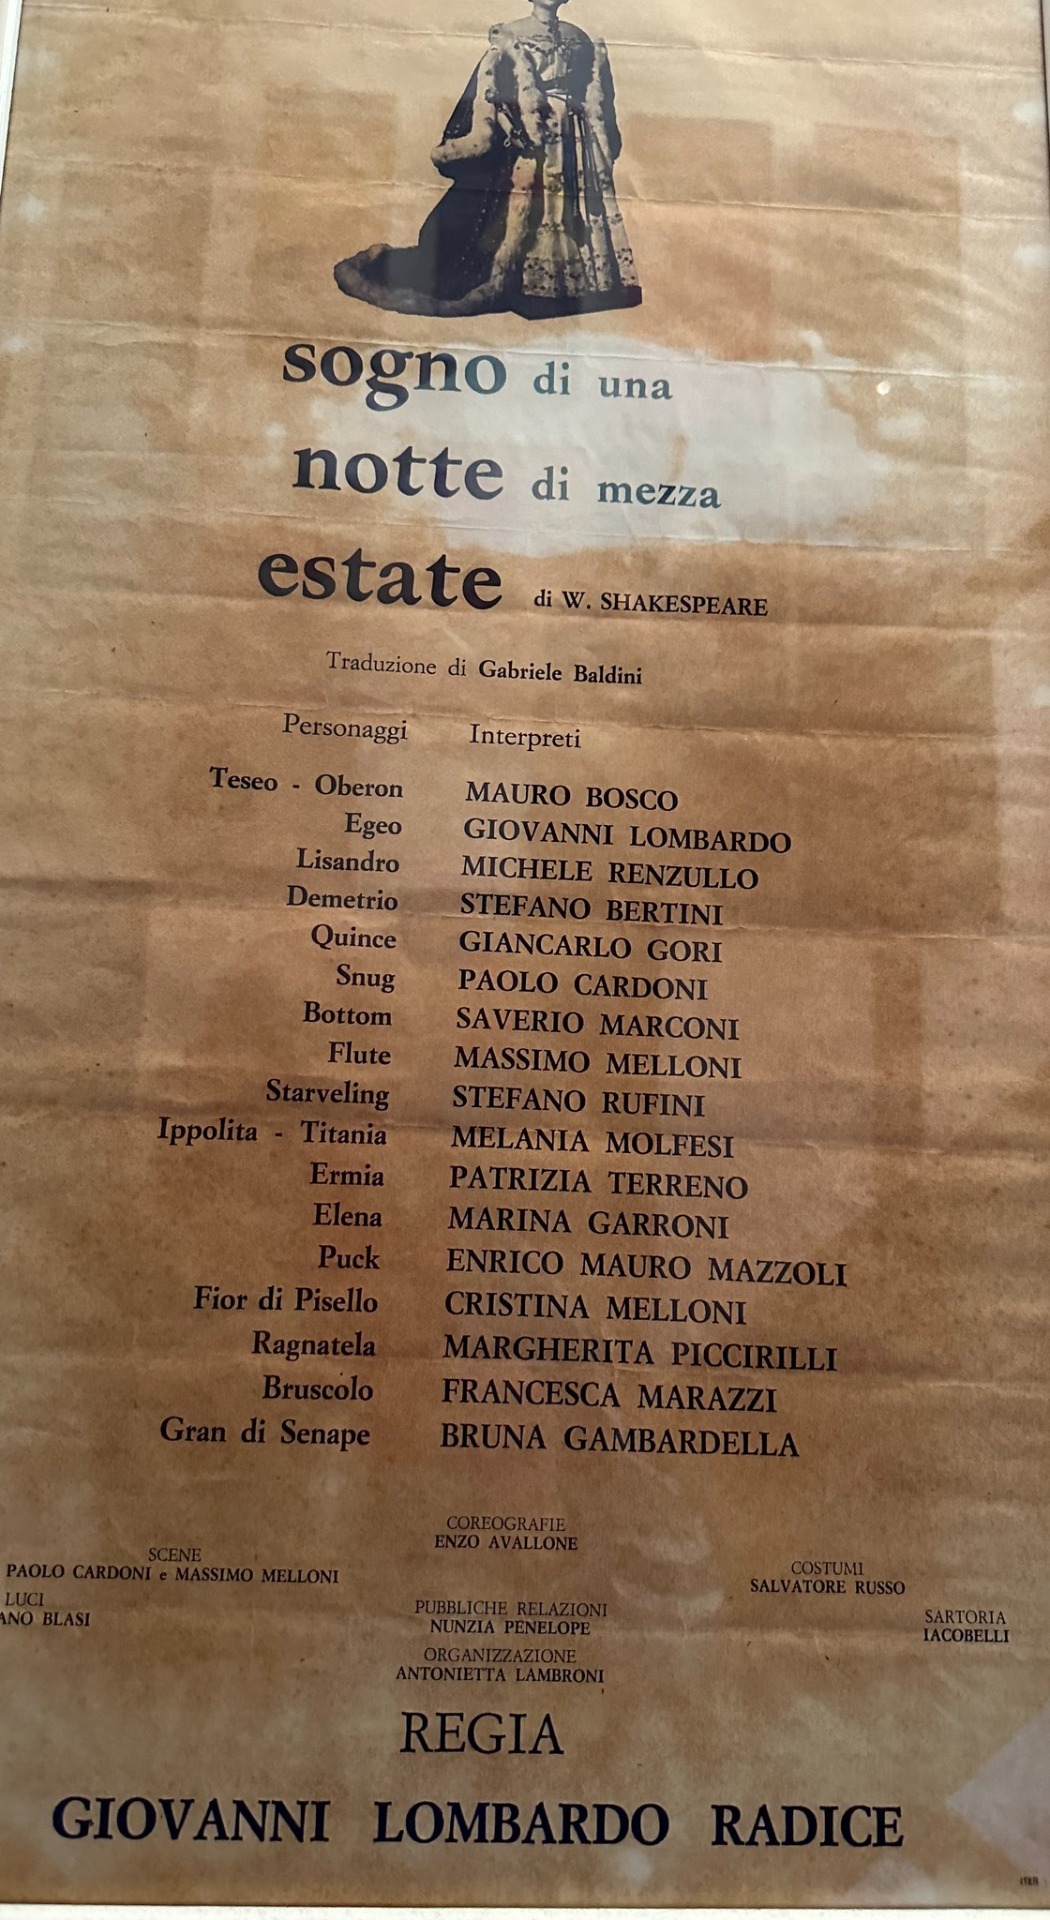 sogno di una
notte di mezza
estate di W. SHAKESPEARE
Traduzione di Gabriele Baldini
Personaggi Interpreti
Teseo - Oberon MAURO BOSCO
Egeo GIOVANNI LOMBARDO
Lisandro MICHELE RENZULLO
Demetrio STEFANO BERTINI
Quince GIANCARLO GORI
Snug PAOLO CARDONI
Bottom SAVERIO MARCONI
Flute MASSIMO MELLONI
Starveling STEFANO RUFINI
Ippolita - Titania MELANIA MOLFESI
Ermia PATRIZIA TERRENO
Elena MARINA GARRONI
Puck ENRICO MAURO MAZZOLI
Fior di Pisello CRISTINA MELLONI
Ragnatela MARGHERITA PICCIRILLI
Bruscolo FRANCESCA MARAZZI
Gran di Senape BRUNA GAMBARDELLA
COREOGRAFIE
ENZO AVALLONE
SCENE
PAOLO CARDONI e MASSIMO MELLONI
COSTUMI
SALVATORE RUSSO
LUCI
ANO BLASI
PUBBLICHE RELAZIONI
NUNZIA PENELOPE
SARTORIA
IACOBELLI
ORGANIZZAZIONE
ANTONIETTA LAMBRONI
REGIA
GIOVANNI LOMBARDO RADICE